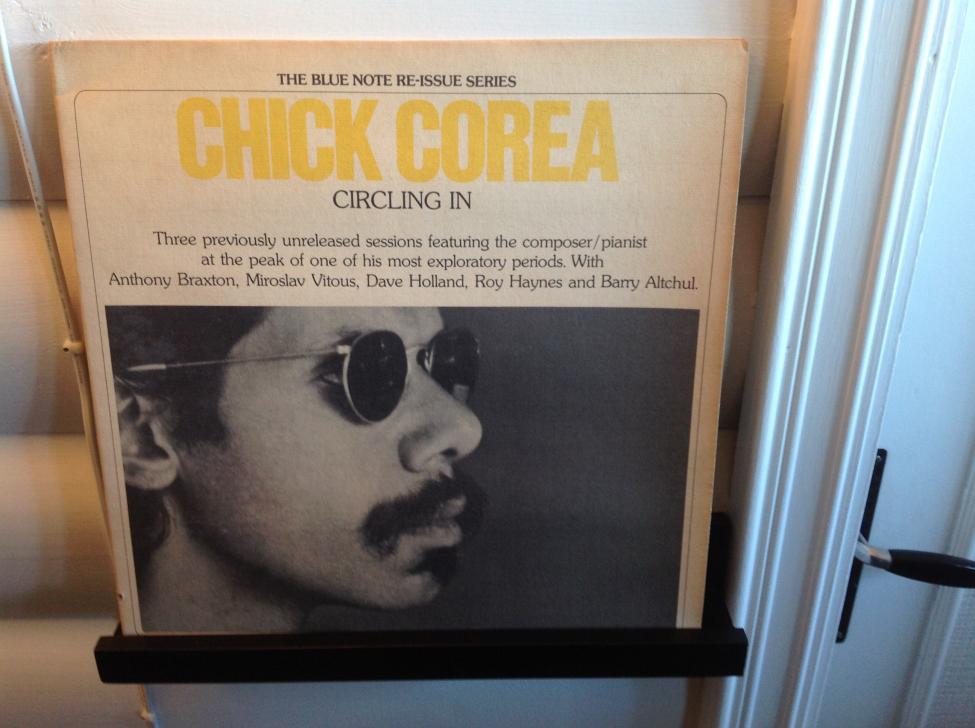 THE BLUE NOTE RE-ISSUE SERIES
CHICK COREA
CIRCLING IN
Three previously unreleased sessions featuring the composer/pianist
at the peak of one of his most exploratory periods. With
Anthony Braxton, Miroslav Vitous, Dave Holland, Roy Haynes and Barry Altchul.